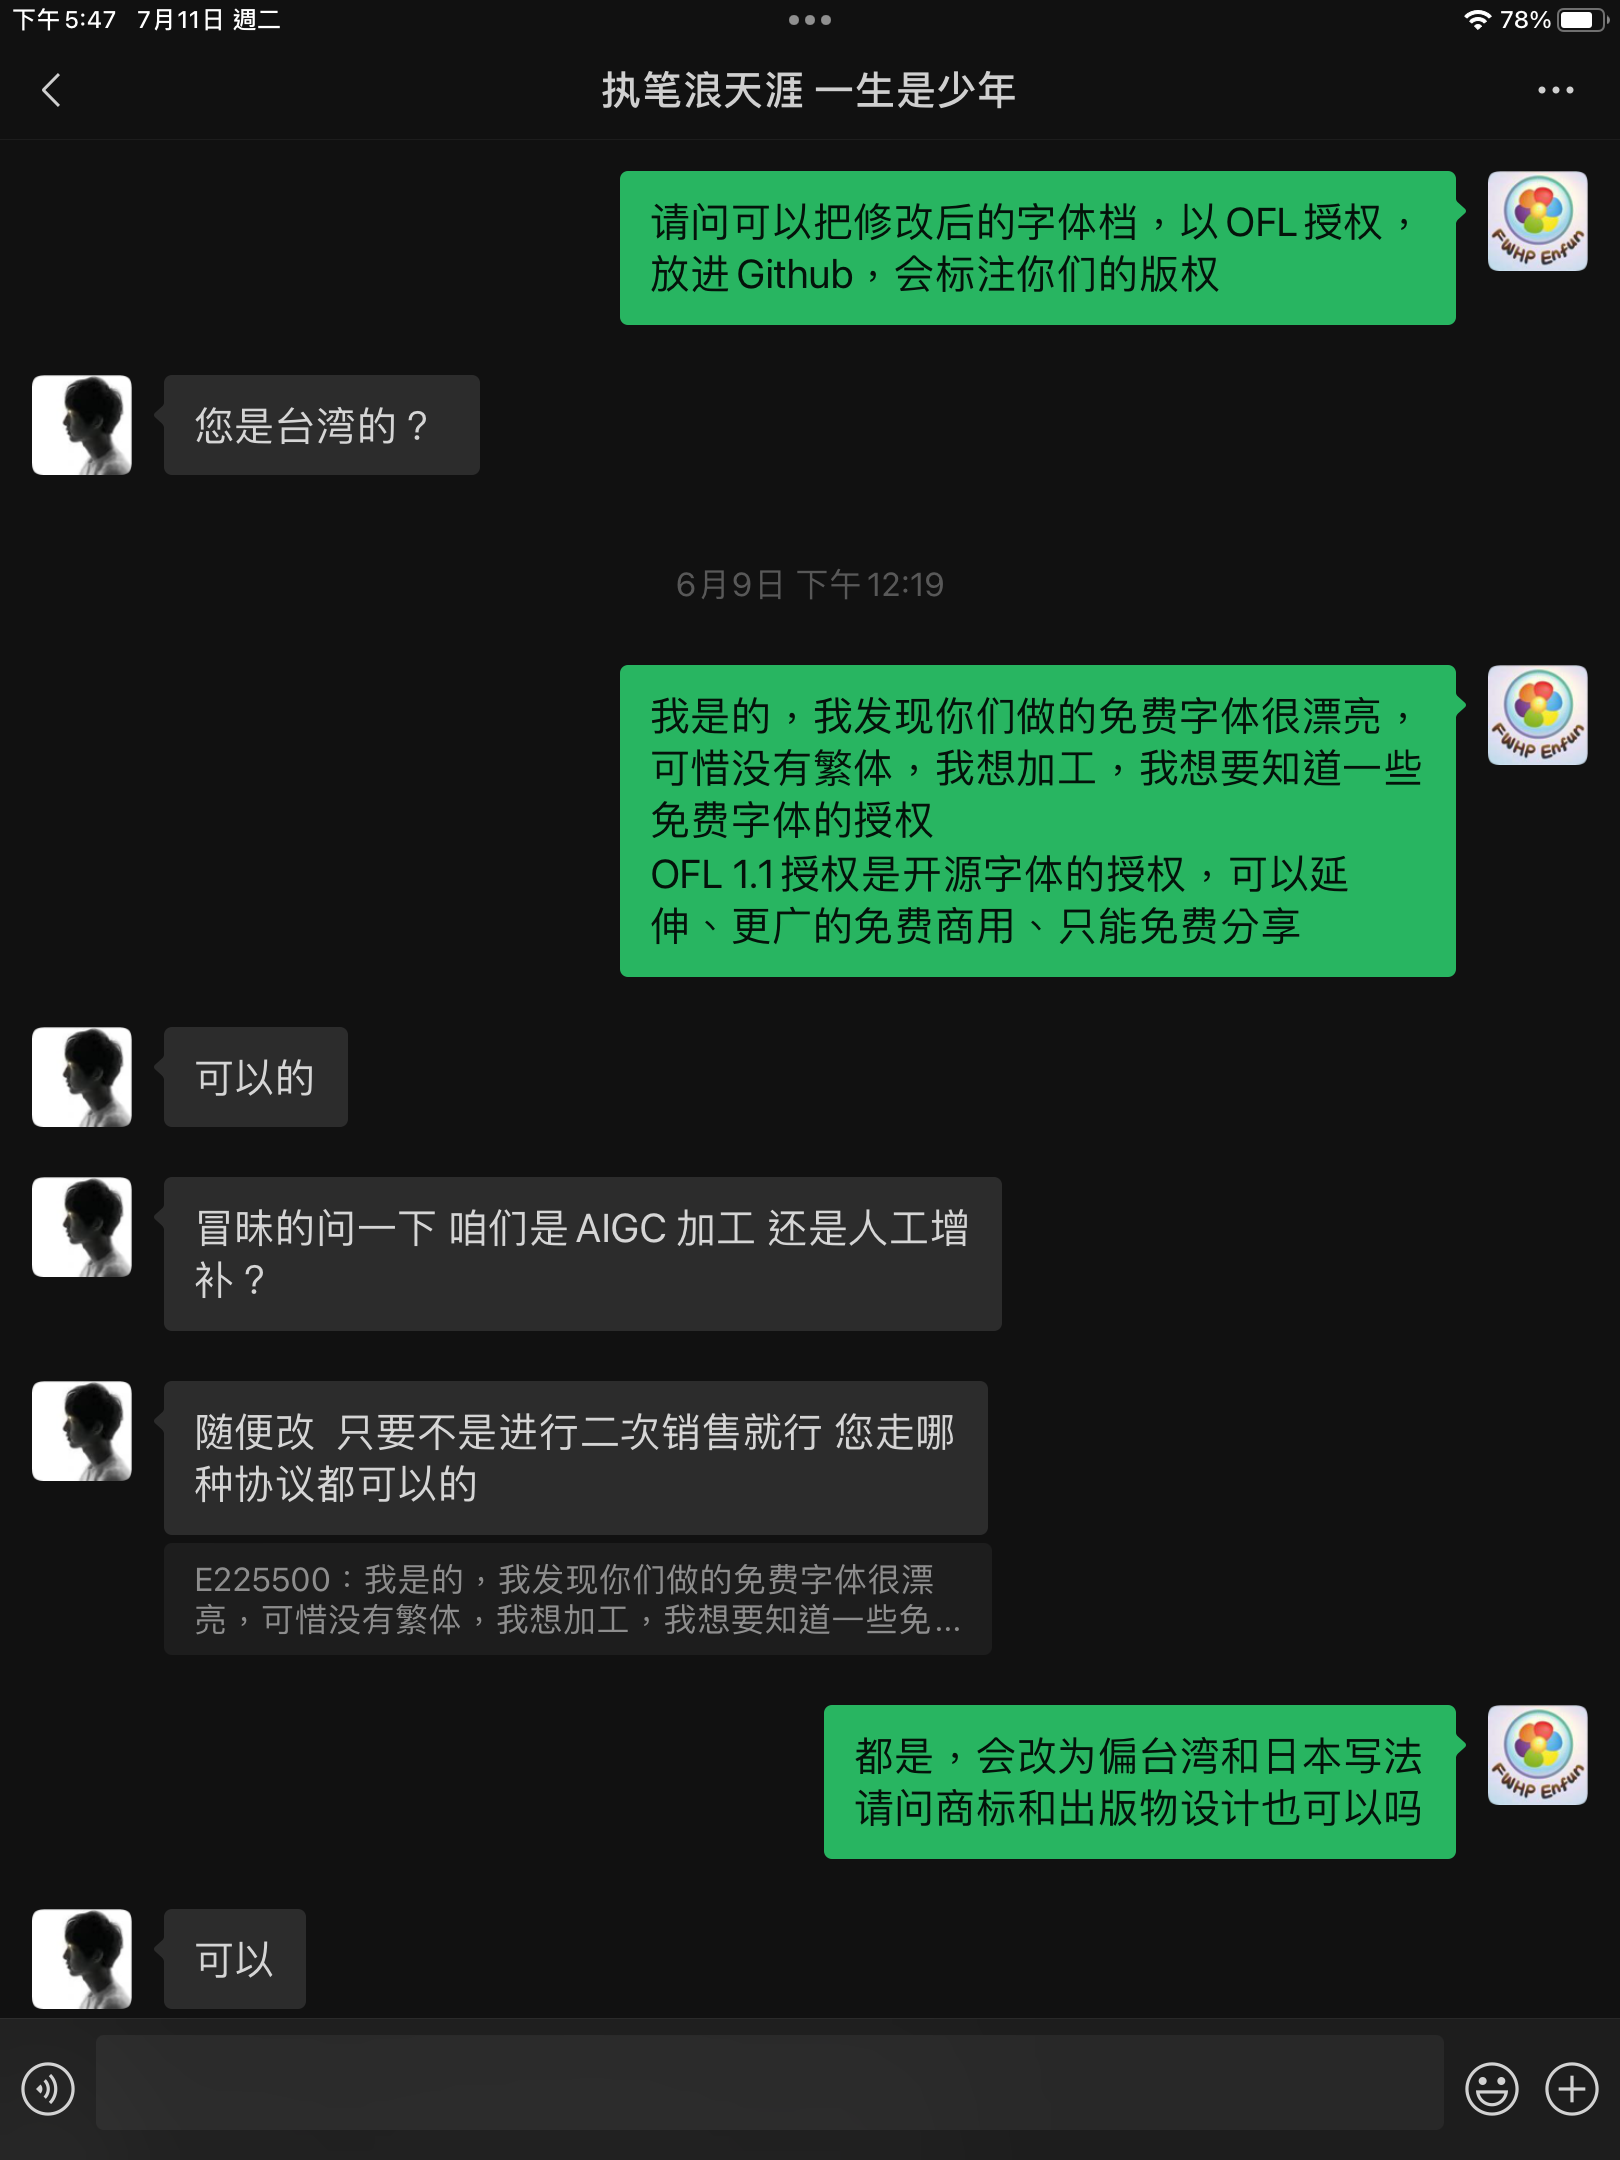 下午5:47 7月11日 週二
78%
执笔浪天涯 一生是少年
请问可以把修改后的字体档，以OFL授权，
放进Github，会标注你们的版权
FWHP Enfun
您是台湾的？
6月9日 下午12:19
我是的，我发现你们做的免费字体很漂亮，
可惜没有繁体，我想加工，我想要知道一些
免费字体的授权
OFL 1.1授权是开源字体的授权，可以延
伸、更广的免费商用、只能免费分享
FWHP Enfun
可以的
冒昧的问一下 咱们是AIGC 加工 还是人工增
补？
随便改 只要不是进行二次销售就行 您走哪
种协议都可以的
E225500：我是的，我发现你们做的免费字体很漂
亮，可惜没有繁体，我想加工，我想要知道一些免...
都是，会改为偏台湾和日本写法
请问商标和出版物设计也可以吗
FWHP Enfun
可以